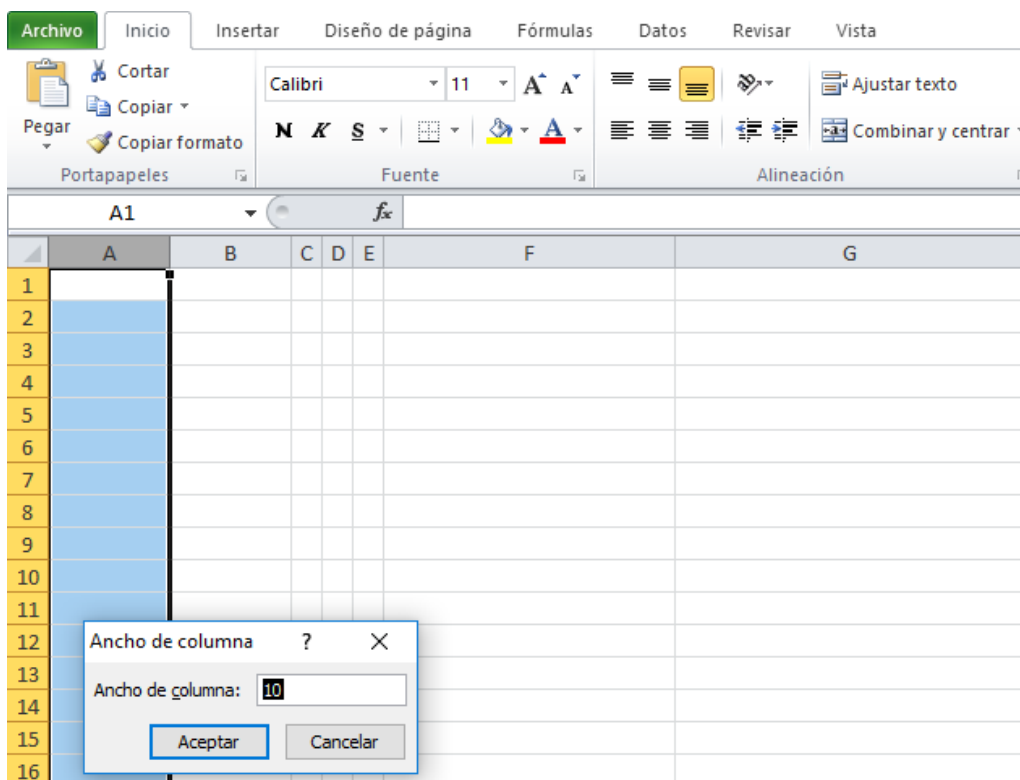 Archivo Inicio Insertar Diseño de página Fórmulas Datos Revisar Vista
Pegar
Cortar
Copiar
Copiar formato
Portapapeles
Calibri 11 A A
N K S A
Fuente
Ajustar texto
Combinar y centrar
Alineación
A1 fx
A B C D E F G
1
2
3
4
5
6
7
8
9
10
11
12
13
14
15
16
Ancho de columna ?
Ancho de columna: 10
Aceptar Cancelar